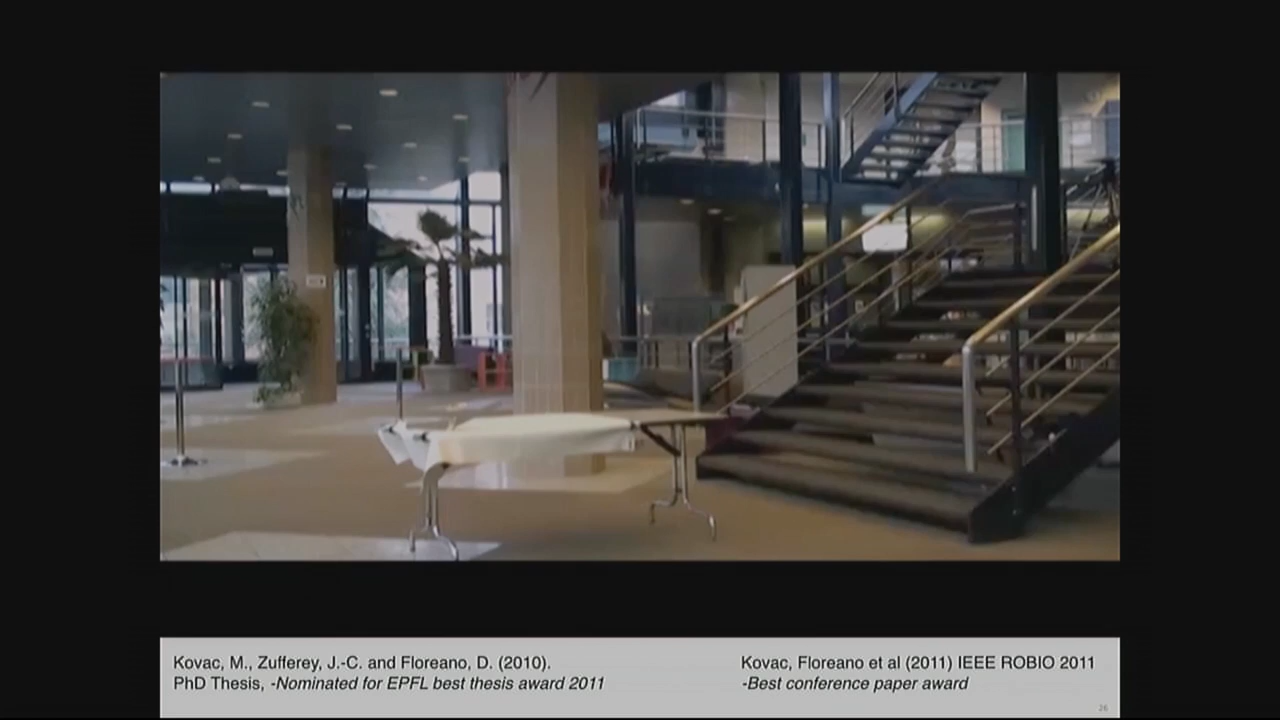 Kovac, M., Zufferey, J.-C. and Floreano, D. (2010).
PhD Thesis, -Nominated for EPFL best thesis award 2011
Kovac, Floreano et al (2011) IEEE ROBIO 2011
-Best conference paper award
26